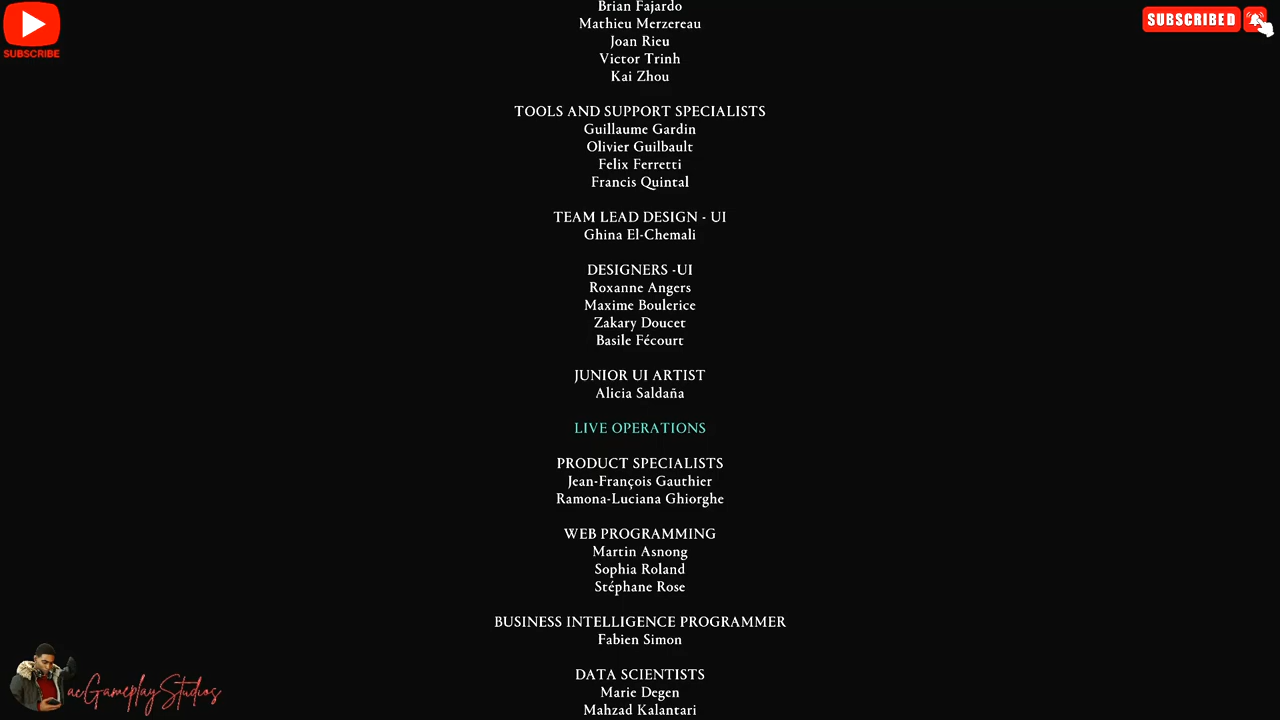 Brian Fajardo
Mathieu Merzereau
Joan Rieu
Victor Trinh
Kai Zhou
SUBSCRIBE
SUBSCRIBED
TOOLS AND SUPPORT SPECIALISTS
Guillaume Gardin
Olivier Guilbault
Felix Ferretti
Francis Quintal
TEAM LEAD DESIGN - UI
Ghina El-Chemali
DESIGNERS -UI
Roxanne Angers
Maxime Boulerice
Zakary Doucet
Basile Fécourt
JUNIOR UI ARTIST
Alicia Saldaña
LIVE OPERATIONS
PRODUCT SPECIALISTS
Jean-François Gauthier
Ramona-Luciana Ghiorghe
WEB PROGRAMMING
Martin Asnong
Sophia Roland
Stéphane Rose
BUSINESS INTELLIGENCE PROGRAMMER
Fabien Simon
DATA SCIENTISTS
Marie Degen
Mahzad Kalantari
aeGameplayStudios